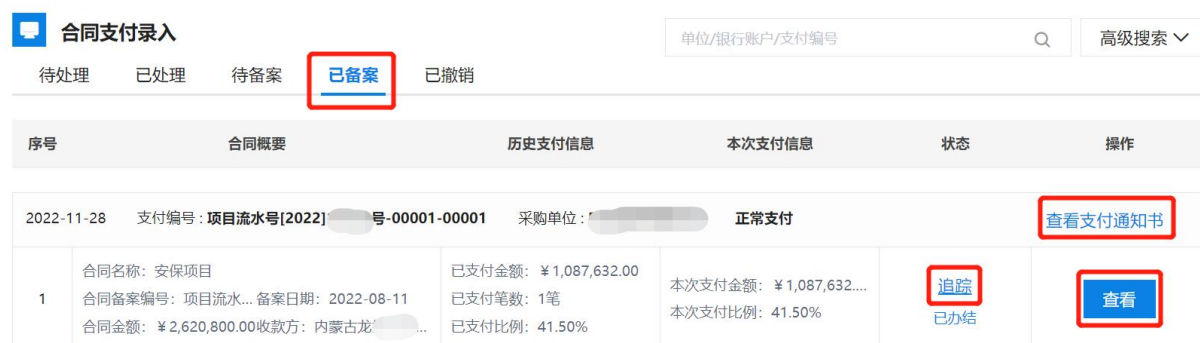 合同支付录入
单位/银行账户/支付编号
高级搜索
待处理 已处理 待备案 已备案 已撤销
序号 合同概要 历史支付信息 本次支付信息 状态 操作
2022-11-28 支付编号：项目流水号[2022] 号-00001-00001 采购单位： 正常支付 查看支付通知书
1
合同名称：安保项目
合同备案编号：项目流水... 备案日期：2022-08-11
合同金额：￥2,620,800.00收款方：内蒙古龙 ...
已支付金额：￥1,087,632.00
已支付笔数：1笔
已支付比例：41.50%
本次支付金额：￥1,087,632....
本次支付比例：41.50%
追踪
已办结
查看